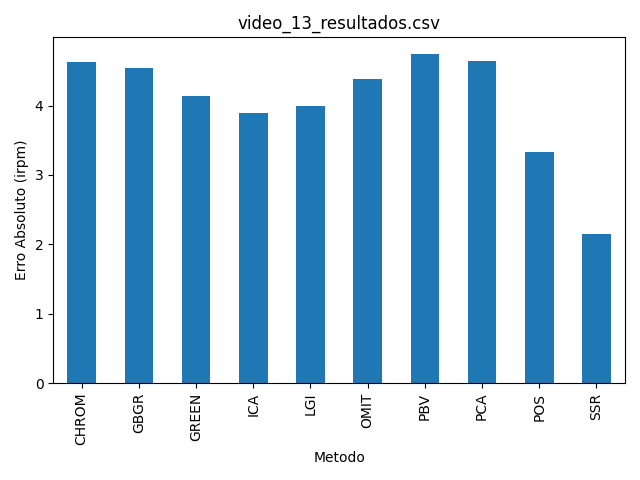 video_13_resultados.csv
Erro Absoluto (irpm)
4
3
2
1
0
CHROM
GBGR
GREEN
ICA
LGI
OMIT
PBV
PCA
POS
SSR
Metodo